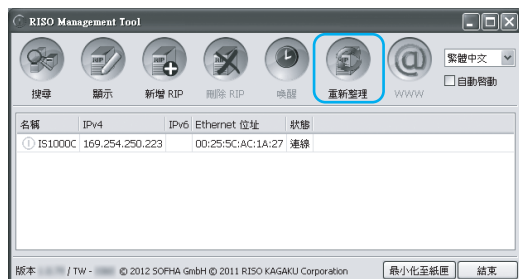 RISO Management Tool
搜尋 顯示 新增 RIP 刪除 RIP 喚醒 重新整理 WWW
繁體中文
自動啟動
名稱 IPv4 IPv6 Ethernet 位址 狀態
IS1000C 169.254.250.223 00:25:5C:AC:1A:27 連線
版本 / TW - © 2012 SOFHA GmbH © 2011 RISO KAGAKU Corporation 最小化至紙匣 結束